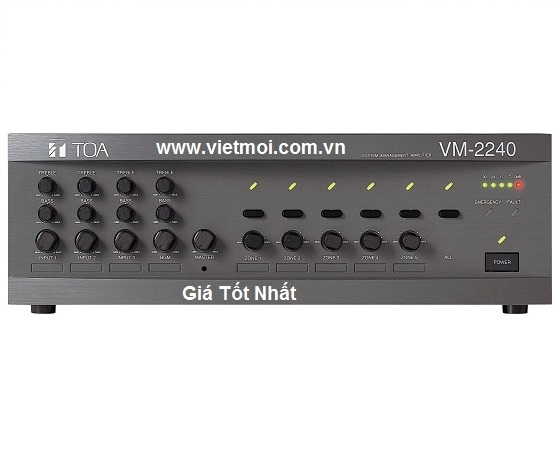 www.vietmoi.com.vn
TOA
SYSTEM MANAGEMENT AMPLIFIER
VM-2240
TREBLE TREBLE TREBLE TREBLE
EMERGENCY FAULT
BASS BASS BASS BASS
INPUT 1 INPUT 2 INPUT 3 BGM MASTER ZONE 1 ZONE 2 ZONE 3 ZONE 4 ZONE 5 ALL
POWER
Giá Tốt Nhất